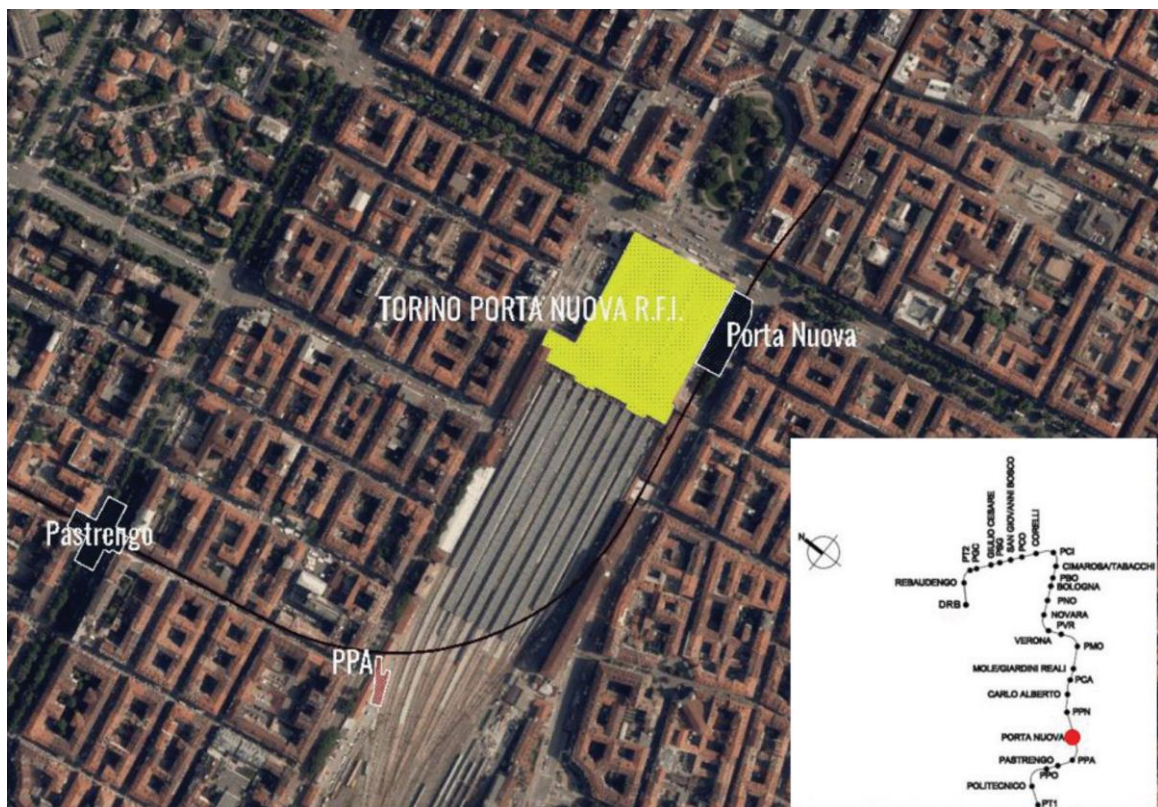 TORINO PORTA NUOVA R.F.I.
Porta Nuova
Pastrengo
PPA
N
REBAUDENGO
DRB
PT2
PGC
GIULIO CESARE
PSG
SAN GIOVANNI BOSCO
PCO
CORELLI
PCI
CIMAROSA/TABACCHI
PBO
BOLOGNA
PNO
NOVARA
PVR
VERONA
PMO
MOLE/GIARDINI REALI
PCA
CARLO ALBERTO
PPN
PORTA NUOVA
PASTRENGO
PPA
PPO
POLITECNICO
PT1